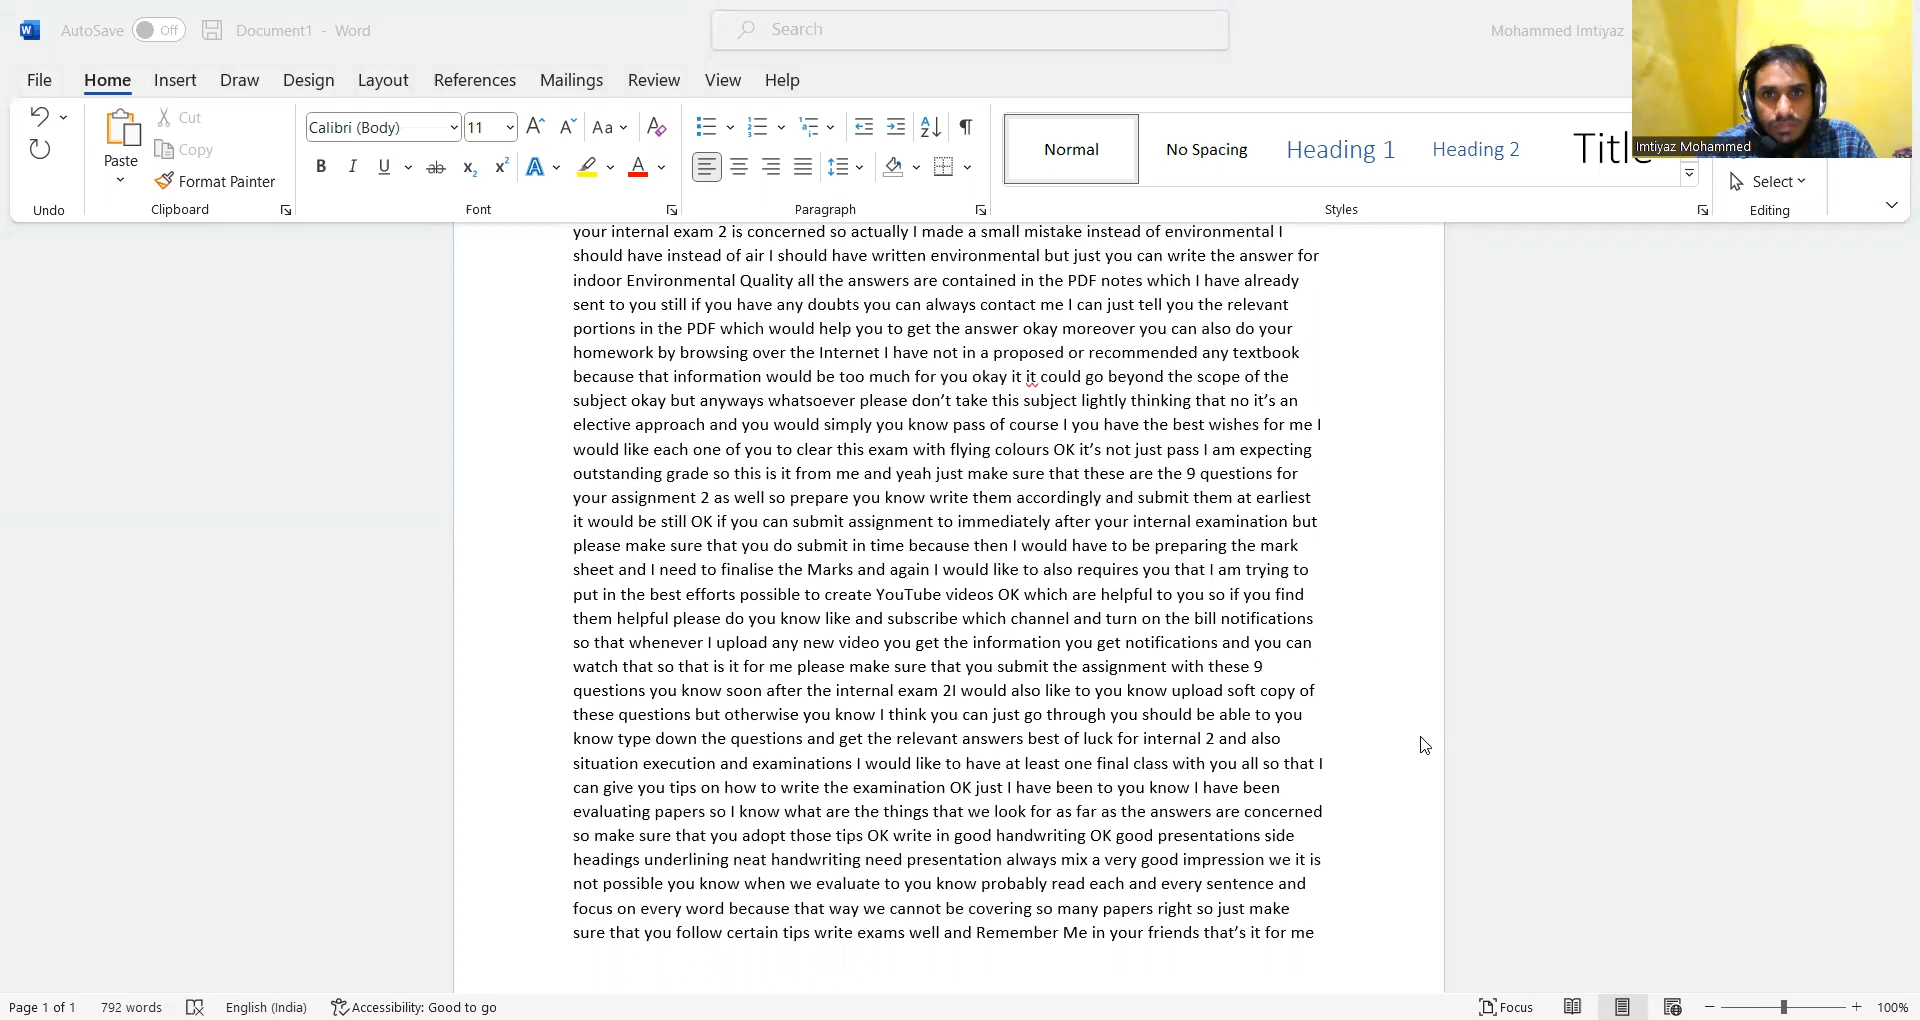 AutoSave Off Document1 - Word Search Mohammed Imtiyaz
File Home Insert Draw Design Layout References Mailings Review View Help
Cut
Copy
Paste
Format Painter
Undo Clipboard
Calibri (Body) 11 Aa
B I U ab x2 x2 A A
Font
Paragraph
Normal No Spacing Heading 1 Heading 2 Title
Styles
Imtiyaz Mohammed
Select
Editing
your internal exam 2 is concerned so actually I made a small mistake instead of environmental I
should have instead of air I should have written environmental but just you can write the answer for
indoor Environmental Quality all the answers are contained in the PDF notes which I have already
sent to you still if you have any doubts you can always contact me I can just tell you the relevant
portions in the PDF which would help you to get the answer okay moreover you can also do your
homework by browsing over the Internet I have not in a proposed or recommended any textbook
because that information would be too much for you okay it it could go beyond the scope of the
subject okay but anyways whatsoever please don't take this subject lightly thinking that no it's an
elective approach and you would simply you know pass of course I you have the best wishes for me I
would like each one of you to clear this exam with flying colours OK it's not just pass I am expecting
outstanding grade so this is it from me and yeah just make sure that these are the 9 questions for
your assignment 2 as well so prepare you know write them accordingly and submit them at earliest
it would be still OK if you can submit assignment to immediately after your internal examination but
please make sure that you do submit in time because then I would have to be preparing the mark
sheet and I need to finalise the Marks and again I would like to also requires you that I am trying to
put in the best efforts possible to create YouTube videos OK which are helpful to you so if you find
them helpful please do you know like and subscribe which channel and turn on the bill notifications
so that whenever I upload any new video you get the information you get notifications and you can
watch that so that is it for me please make sure that you submit the assignment with these 9
questions you know soon after the internal exam 2I would also like to you know upload soft copy of
these questions but otherwise you know I think you can just go through you should be able to you
know type down the questions and get the relevant answers best of luck for internal 2 and also
situation execution and examinations I would like to have at least one final class with you all so that I
can give you tips on how to write the examination OK just I have been to you know I have been
evaluating papers so I know what are the things that we look for as far as the answers are concerned
so make sure that you adopt those tips OK write in good handwriting OK good presentations side
headings underlining neat handwriting need presentation always mix a very good impression we it is
not possible you know when we evaluate to you know probably read each and every sentence and
focus on every word because that way we cannot be covering so many papers right so just make
sure that you follow certain tips write exams well and Remember Me in your friends that's it for me
Page 1 of 1 792 words English (India) Accessibility: Good to go Focus 100%